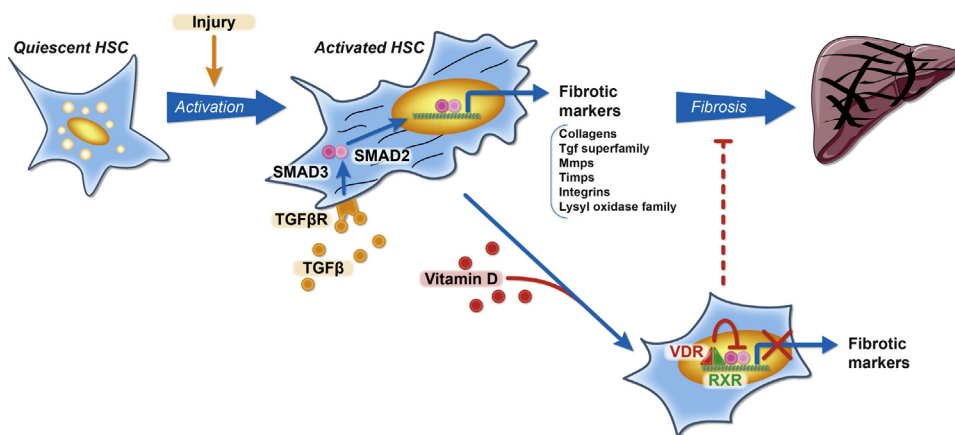 Injury
Quiescent HSC
Activated HSC
Activation
Fibrotic
markers
Fibrosis
Collagens
Tgf superfamily
Mmps
Timps
Integrins
Lysyl oxidase family
SMAD2
SMAD3
TGFβR
TGFβ
Vitamin D
VDR
RXR
Fibrotic
markers